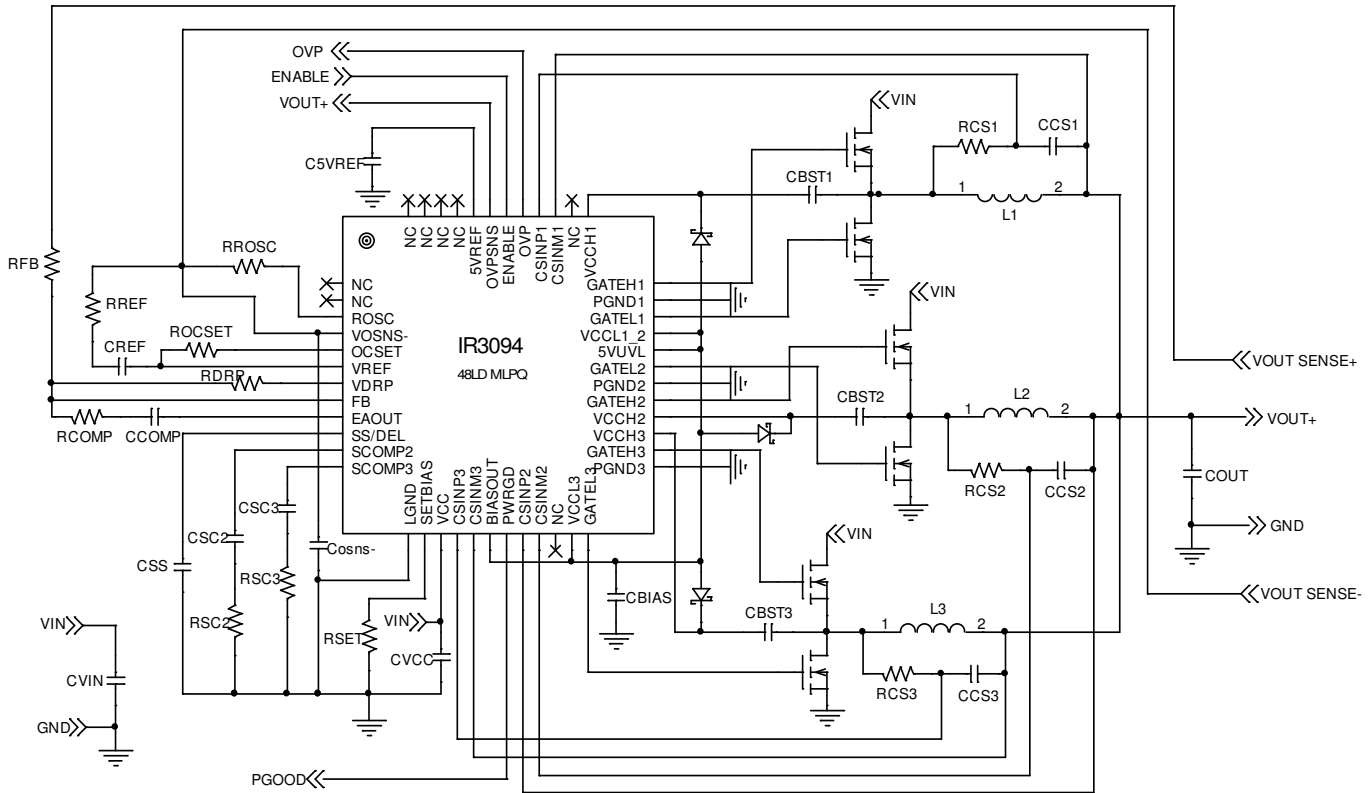 OVP
ENABLE
VOUT+
C5VREF
VIN
RCS1
CCS1
CBST1
1
2
L1
NC
NC
NC
NC
5VREF
OVPSNS
ENABLE
OVP
CSINP1
CSINM1
NC
VCCH1
RFB
RROSC
RREF
ROCSET
CREF
RDRP
RCOMP
CCOMP
NC
NC
ROSC
VOSNS-
OCSET
VREF
VDRP
FB
EAOUT
SS/DEL
SCOMP2
SCOMP3
IR3094
48LD MLPQ
GATEH1
PGND1
GATEL1
VCCL1_2
5UVL
GATEL2
PGND2
GATEH2
VCCH2
VCCH3
GATEH3
PGND3
VIN
CBST2
1
L2
2
RCS2
CCS2
VOUT SENSE+
VOUT+
COUT
GND
VOUT SENSE-
LGND
SETBIAS
VCC
CSINP3
CSINM3
BIASOUT
PWRGD
CSINP2
CSINM2
NC
VCCL3
GATEL3
CSC3
CSC2
Cosns-
CSS
RSC3
RSC2
RSET
VIN
CVCC
CBIAS
VIN
CBST3
1
L3
2
RCS3
CCS3
VIN
CVIN
GND
PGOOD